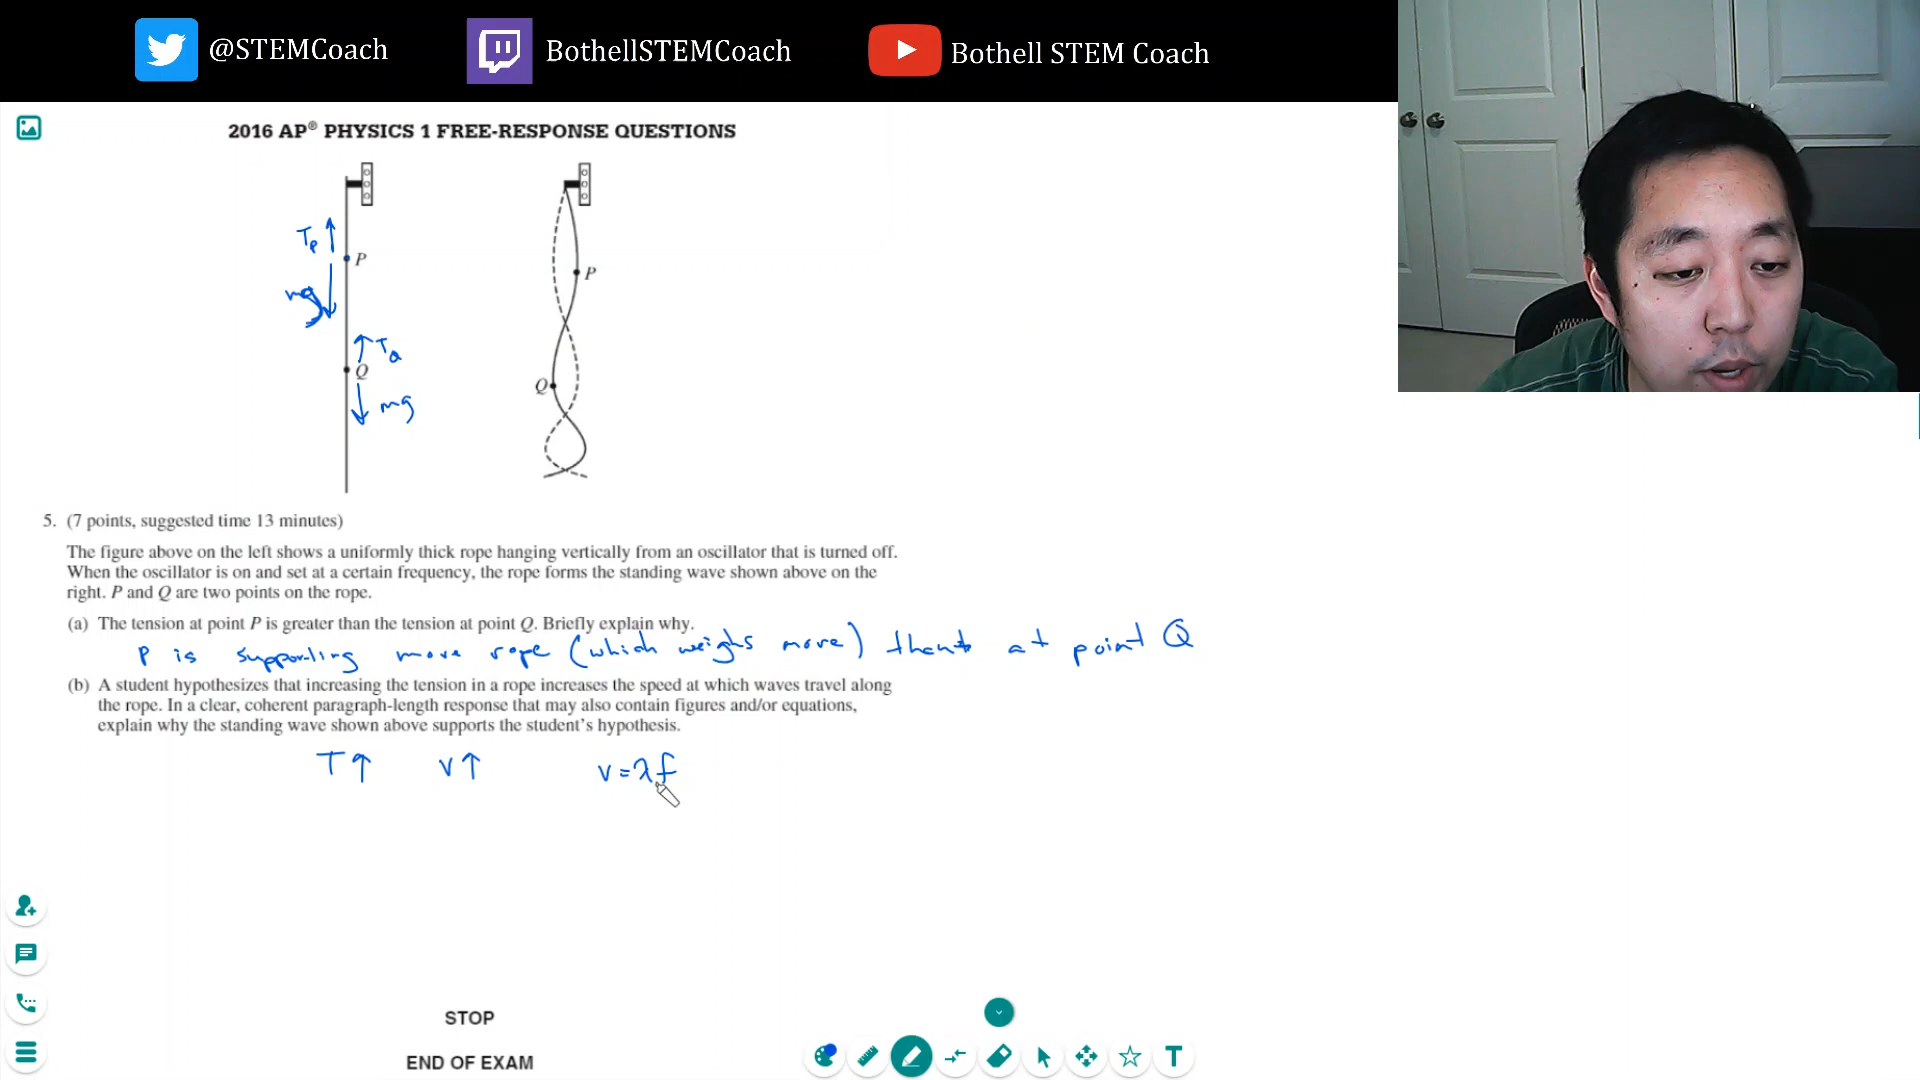 @STEMCoach
BothellSTEMCoach
Bothell STEM Coach
2016 AP® PHYSICS 1 FREE-RESPONSE QUESTIONS
Tp
P
mg
TQ
Q
mg
P
Q
5. (7 points, suggested time 13 minutes)
The figure above on the left shows a uniformly thick rope hanging vertically from an oscillator that is turned off.
When the oscillator is on and set at a certain frequency, the rope forms the standing wave shown above on the
right. P and Q are two points on the rope.
(a) The tension at point P is greater than the tension at point Q. Briefly explain why.
P is supporting more rope (which weighs more) than at point Q
(b) A student hypothesizes that increasing the tension in a rope increases the speed at which waves travel along
the rope. In a clear, coherent paragraph-length response that may also contain figures and/or equations,
explain why the standing wave shown above supports the student's hypothesis.
T↑ v↑ v=λf
STOP
END OF EXAM
T